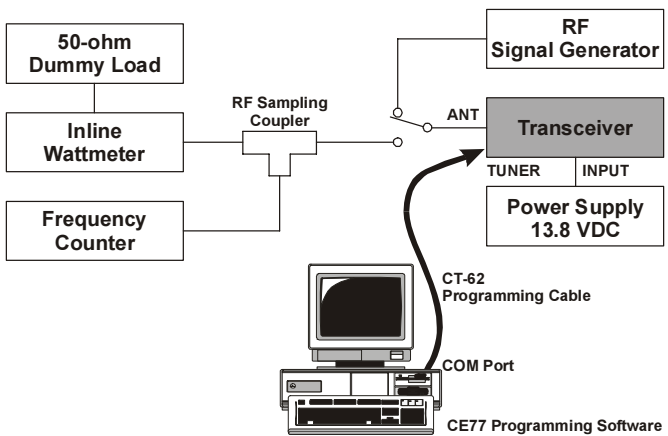 50-ohm
Dummy Load
RF
Signal Generator
RF Sampling
Coupler
ANT
Inline
Wattmeter
Transceiver
TUNER
INPUT
Frequency
Counter
Power Supply
13.8 VDC
CT-62
Programming Cable
COM Port
CE77 Programming Software